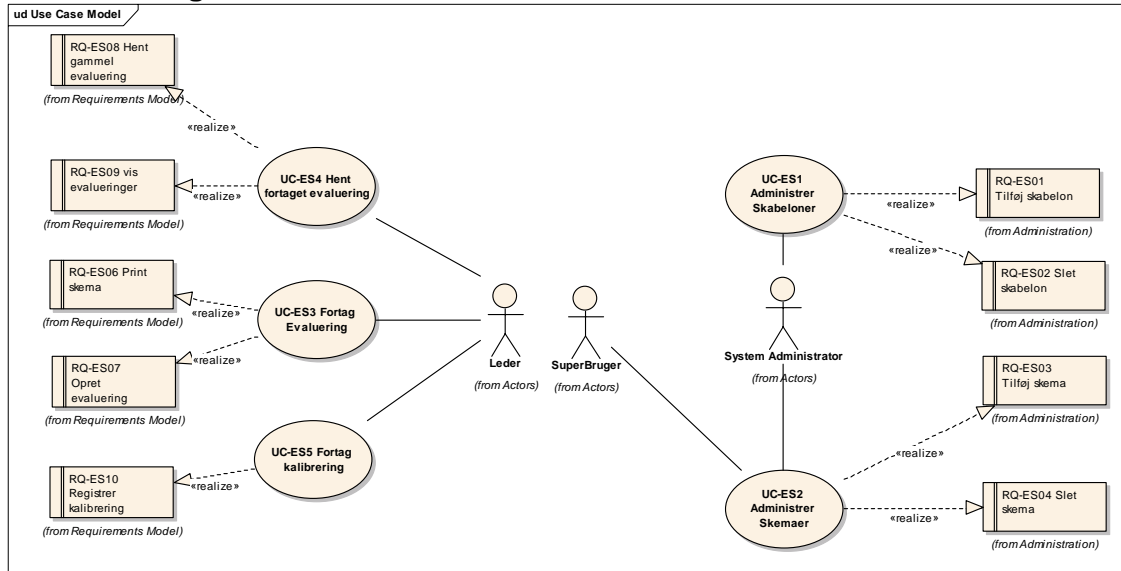 ud Use Case Model
RQ-ES08 Hent
gammel
evaluering
(from Requirements Model)
«realize»
RQ-ES09 vis
evalueringer
(from Requirements Model)
«realize»
UC-ES4 Hent
fortaget evaluering
RQ-ES06 Print
skema
(from Requirements Model)
«realize»
UC-ES3 Fortag
Evaluering
RQ-ES07
Opret
evaluering
(from Requirements Model)
«realize»
UC-ES5 Fortag
kalibrering
RQ-ES10
Registrer
kalibrering
(from Requirements Model)
«realize»
Leder
(from Actors)
SuperBruger
(from Actors)
UC-ES1
Administrer
Skabeloner
«realize»
RQ-ES01
Tilføj skabelon
(from Administration)
«realize»
RQ-ES02 Slet
skabelon
(from Administration)
System Administrator
(from Actors)
RQ-ES03
Tilføj skema
(from Administration)
«realize»
UC-ES2
Administrer
Skemaer
«realize»
RQ-ES04 Slet
skema
(from Administration)